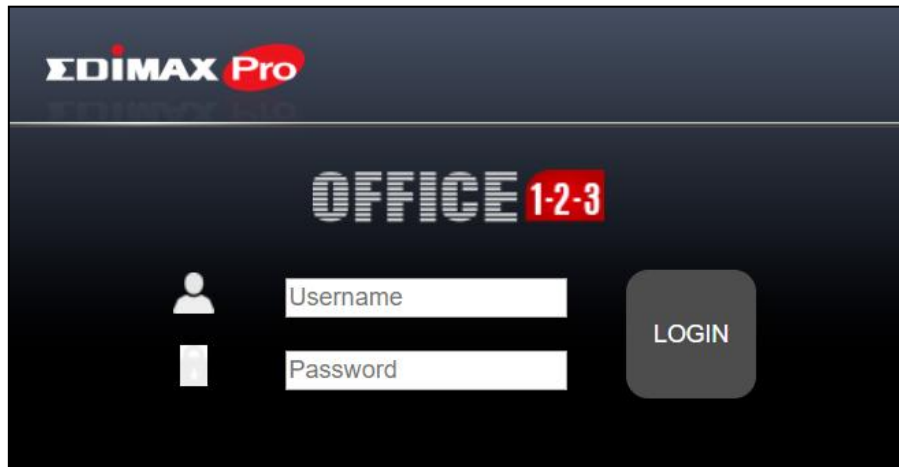 EDIMAX Pro
OFFICE 1-2-3
Username
Password
LOGIN